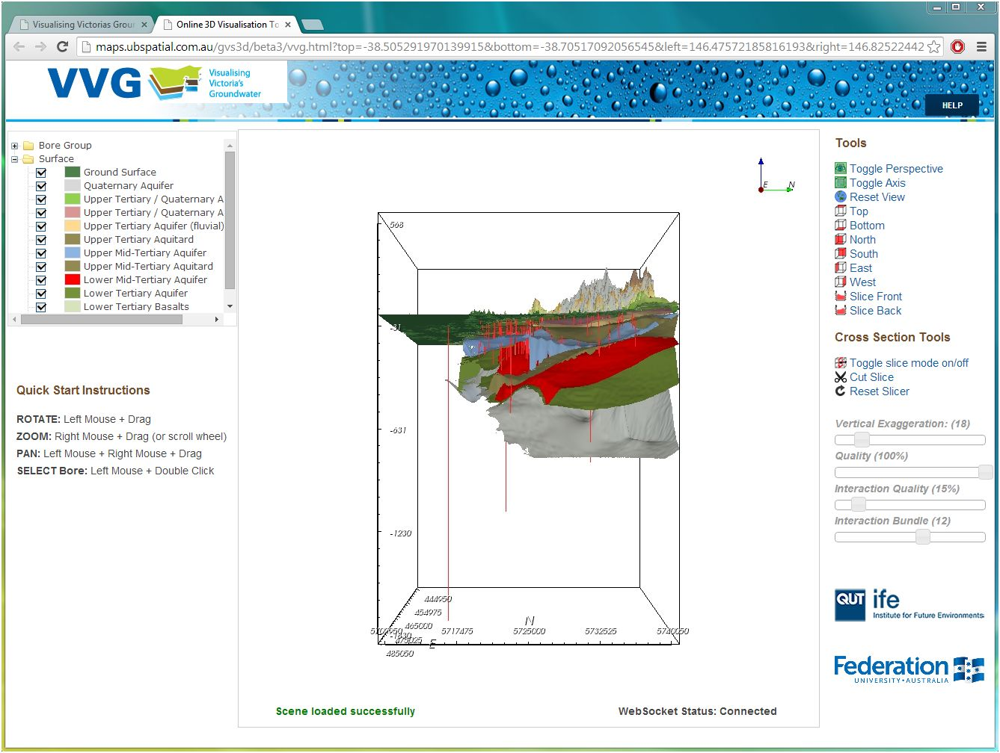 Visualising Victorias Grour
Online 3D Visualisation To
maps.ubspatial.com.au/gvs3d/beta3/vvg.html?top=-38.505291970139915&bottom=-38.70517092056545&left=146.47572185816193&right=146.82522442
VVG
Visualising
Victoria's
Groundwater
HELP
Bore Group
Surface
Ground Surface
Quaternary Aquifer
Upper Tertiary / Quaternary A
Upper Tertiary / Quaternary A
Upper Tertiary Aquifer (fluvial)
Upper Tertiary Aquitard
Upper Mid-Tertiary Aquifer
Upper Mid-Tertiary Aquitard
Lower Mid-Tertiary Aquifer
Lower Tertiary Aquifer
Lower Tertiary Basalts
Quick Start Instructions
ROTATE: Left Mouse + Drag
ZOOM: Right Mouse + Drag (or scroll wheel)
PAN: Left Mouse + Right Mouse + Drag
SELECT Bore: Left Mouse + Double Click
E N
568
-31
-631
-1230
-1830
444950
454975
465000
475025
485050
N
E
5709950 5717475 5725000 5732525 5740050
Scene loaded successfully
WebSocket Status: Connected
Tools
Toggle Perspective
Toggle Axis
Reset View
Top
Bottom
North
South
East
West
Slice Front
Slice Back
Cross Section Tools
Toggle slice mode on/off
Cut Slice
Reset Slicer
Vertical Exaggeration: (18)
Quality (100%)
Interaction Quality (15%)
Interaction Bundle (12)
QUT ife
Institute for Future Environments
Federation
UNIVERSITY • AUSTRALIA